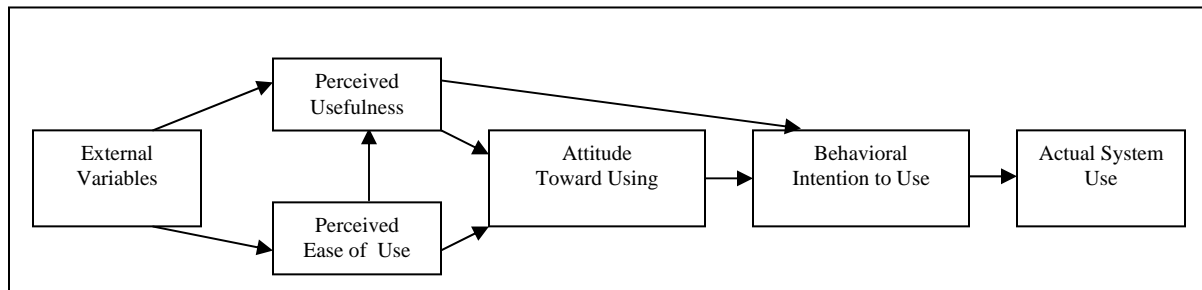 Perceived
Usefulness
External
Variables
Perceived
Ease of Use
Attitude
Toward Using
Behavioral
Intention to Use
Actual System
Use